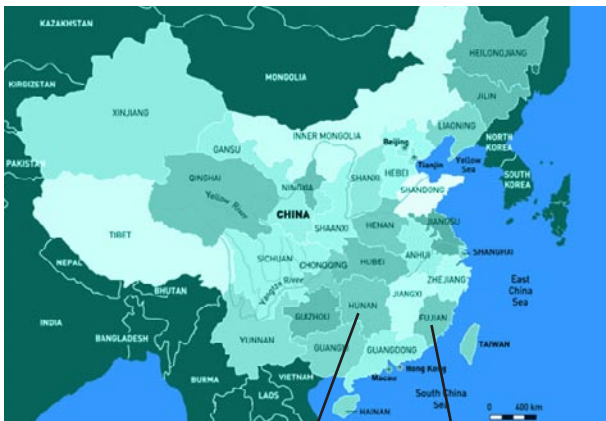 KAZAKHSTAN
HEILONGJIANG
KIRGIZETAN
MONGOLIA
JILIN
XINJIANG
LIAONING
INNER MONGOLIA
GANSU
Beijing
NORTH
KOREA
Tianjin
Yellow
Sea
PAKISTAN
QINGHAI
NINGXIA
SHANXI
HEBEI
SHANDONG
SOUTH
KOREA
Yellow River
CHINA
TIBET
SHAANXI
HENAN
JIANGSU
NEPAL
SICHUAN
CHONGQING
HUBEI
ANHUI
SHANGHAI
Yangtze River
ZHEJIANG
East
China
Sea
BHUTAN
HUNAN
JIANGXI
INDIA
GUIZHOU
FUJIAN
BANGLADESH
YUNNAN
GUANGXI
GUANGDONG
TAIWAN
BURMA
VIETNAM
Macau
Hong Kong
LAOS
South China
Sea
HAINAN
0 400 km